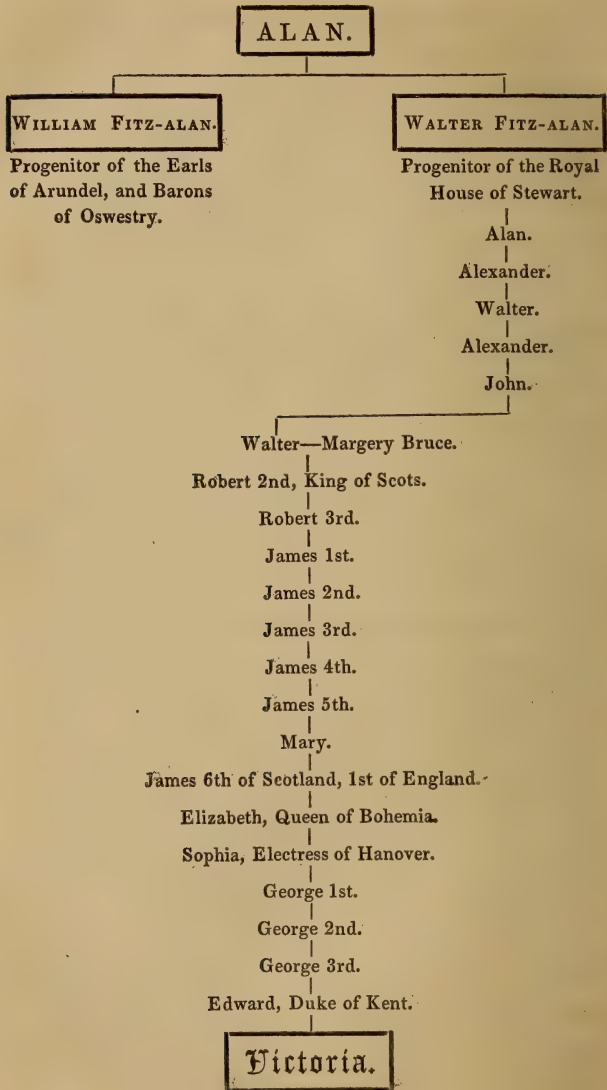 ALAN.
WILLIAM FITZ-ALAN.
Progenitor of the Earls
of Arundel, and Barons
of Oswestry.
WALTER FITZ-ALAN.
Progenitor of the Royal
House of Stewart.
Alan.
Alexander.
Walter.
Alexander.
John.
Walter—Margery Bruce.
Robert 2nd, King of Scots.
Robert 3rd.
James 1st.
James 2nd.
James 3rd.
James 4th.
James 5th.
Mary.
James 6th of Scotland, 1st of England.
Elizabeth, Queen of Bohemia.
Sophia, Electress of Hanover.
George 1st.
George 2nd.
George 3rd.
Edward, Duke of Kent.
Victoria.